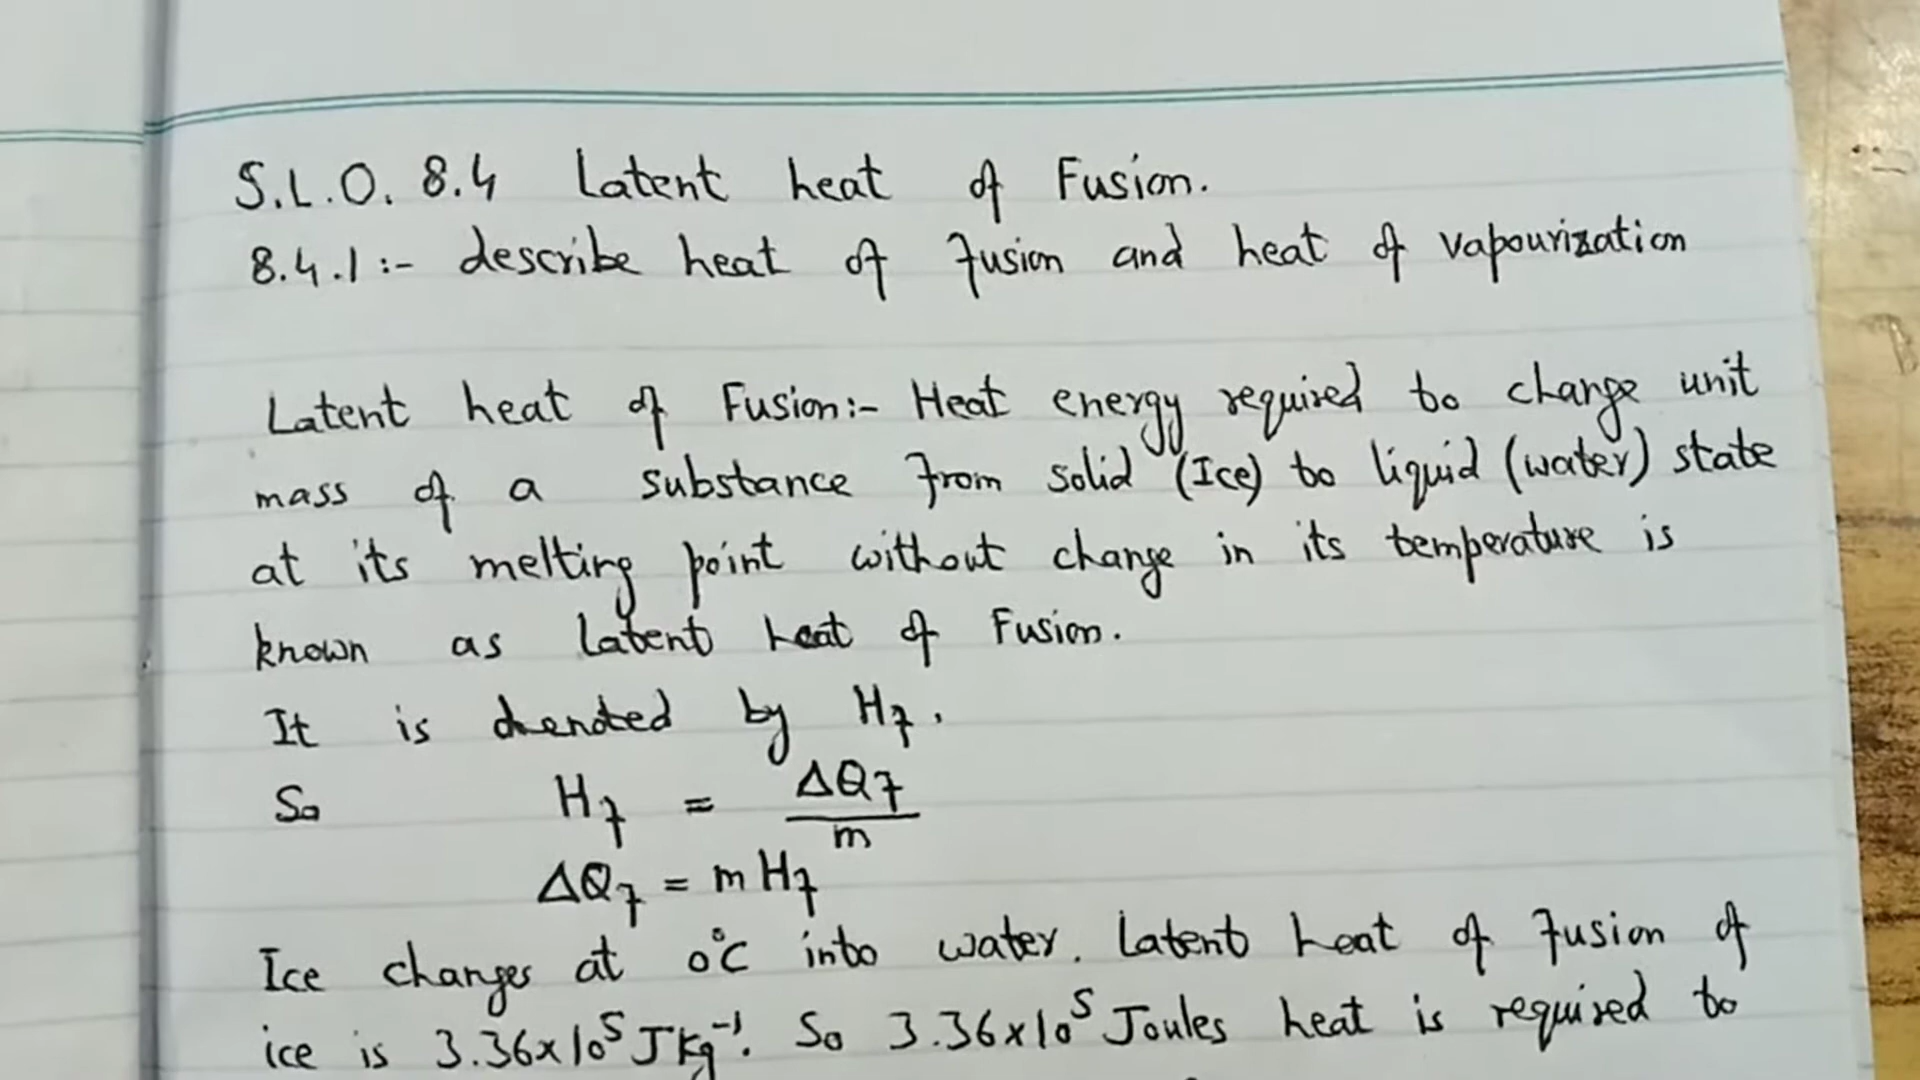 S.L.O. 8.4 Latent heat of Fusion.
8.4.1:- describe heat of fusion and heat of vapourization
Latent heat of Fusion:- Heat energy required to change unit
mass of a substance from solid (Ice) to liquid (water) state
at its melting point without change in its temperature is
known as latent heat of Fusion.
It is denoted by Hf.
So Hf = ΔQf / m
ΔQf = m Hf
Ice changes at 0°C into water. Latent heat of fusion of
ice is 3.36×10⁵ J Kg⁻¹. So 3.36×10⁵ Joules heat is required to